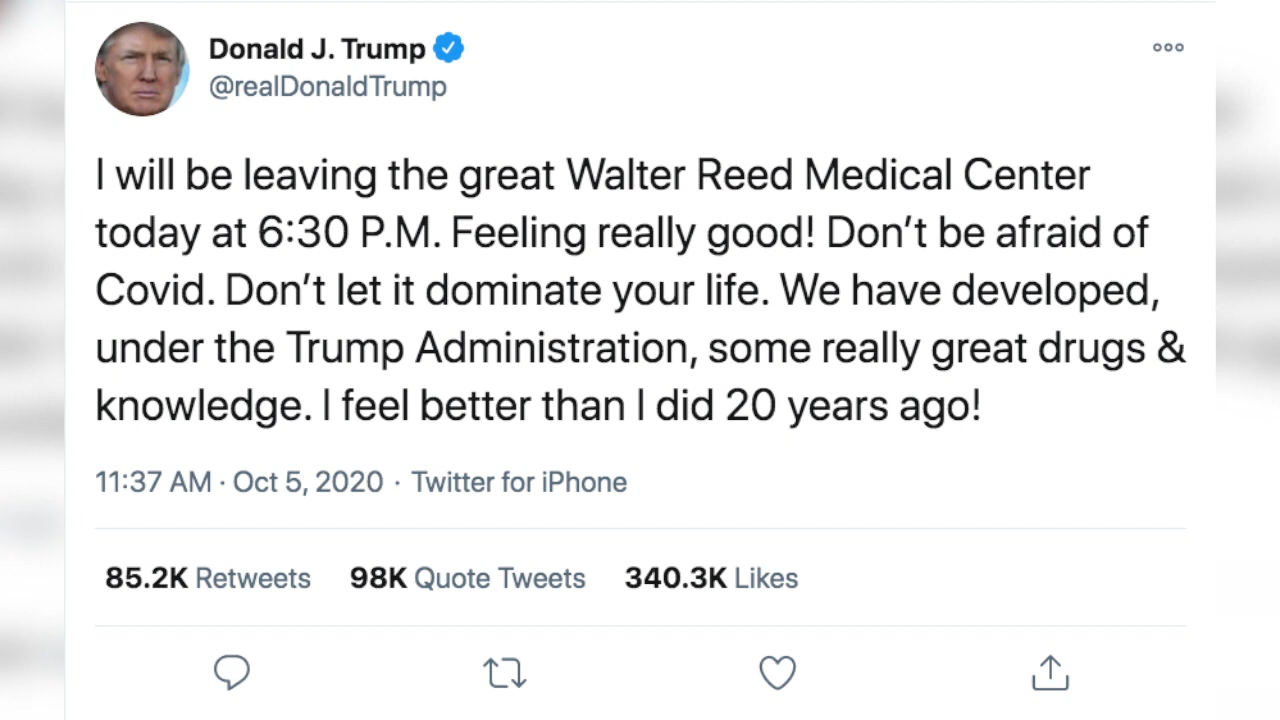 Donald J. Trump
@realDonaldTrump
I will be leaving the great Walter Reed Medical Center
today at 6:30 P.M. Feeling really good! Don’t be afraid of
Covid. Don’t let it dominate your life. We have developed,
under the Trump Administration, some really great drugs &
knowledge. I feel better than I did 20 years ago!
11:37 AM · Oct 5, 2020 · Twitter for iPhone
85.2K Retweets 98K Quote Tweets 340.3K Likes